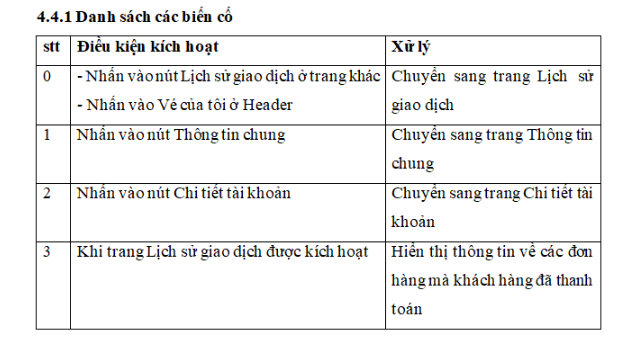 4.4.1 Danh sách các biến cố
stt Điều kiện kích hoạt Xử lý
0 - Nhấn vào nút Lịch sử giao dịch ở trang khác Chuyển sang trang Lịch sử
- Nhấn vào Vé của tôi ở Header giao dịch
1 Nhấn vào nút Thông tin chung Chuyển sang trang Thông tin
chung
2 Nhấn vào nút Chi tiết tài khoản Chuyển sang trang Chi tiết tài
khoản
3 Khi trang Lịch sử giao dịch được kích hoạt Hiển thị thông tin về các đơn
hàng mà khách hàng đã thanh
toán